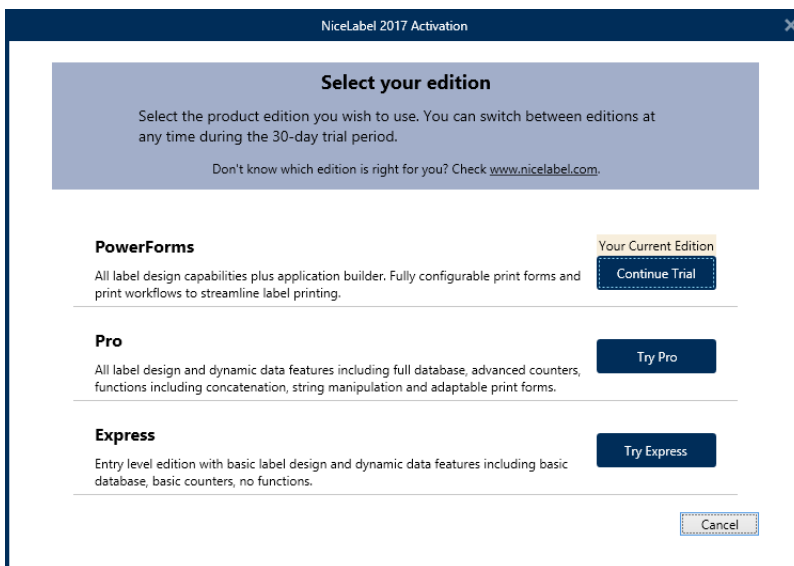 NiceLabel 2017 Activation
Select your edition
Select the product edition you wish to use. You can switch between editions at
any time during the 30-day trial period.
Don't know which edition is right for you? Check www.nicelabel.com.
PowerForms
Your Current Edition
All label design capabilities plus application builder. Fully configurable print forms and
print workflows to streamline label printing.
Continue Trial
Pro
All label design and dynamic data features including full database, advanced counters,
functions including concatenation, string manipulation and adaptable print forms.
Try Pro
Express
Entry level edition with basic label design and dynamic data features including basic
database, basic counters, no functions.
Try Express
Cancel